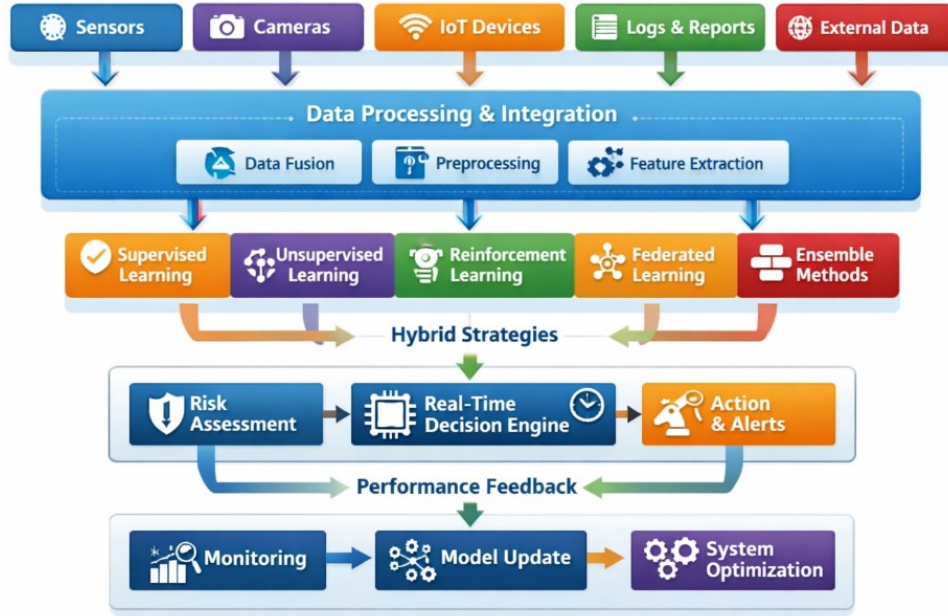 Sensors
Cameras
IoT Devices
Logs & Reports
External Data
Data Processing & Integration
Data Fusion
Preprocessing
Feature Extraction
Supervised
Learning
Unsupervised
Learning
Reinforcement
Learning
Federated
Learning
Ensemble
Methods
Hybrid Strategies
Risk
Assessment
Real-Time
Decision Engine
Action
& Alerts
Performance Feedback
Monitoring
Model Update
System
Optimization